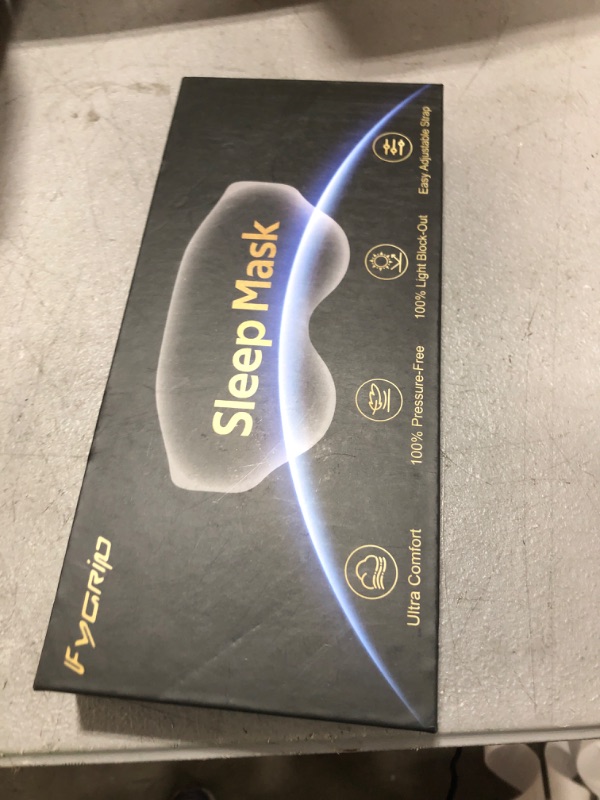 FYGRIP
Sleep Mask
Ultra Comfort
100% Pressure-Free
100% Light Block-Out
Easy Adjustable Strap